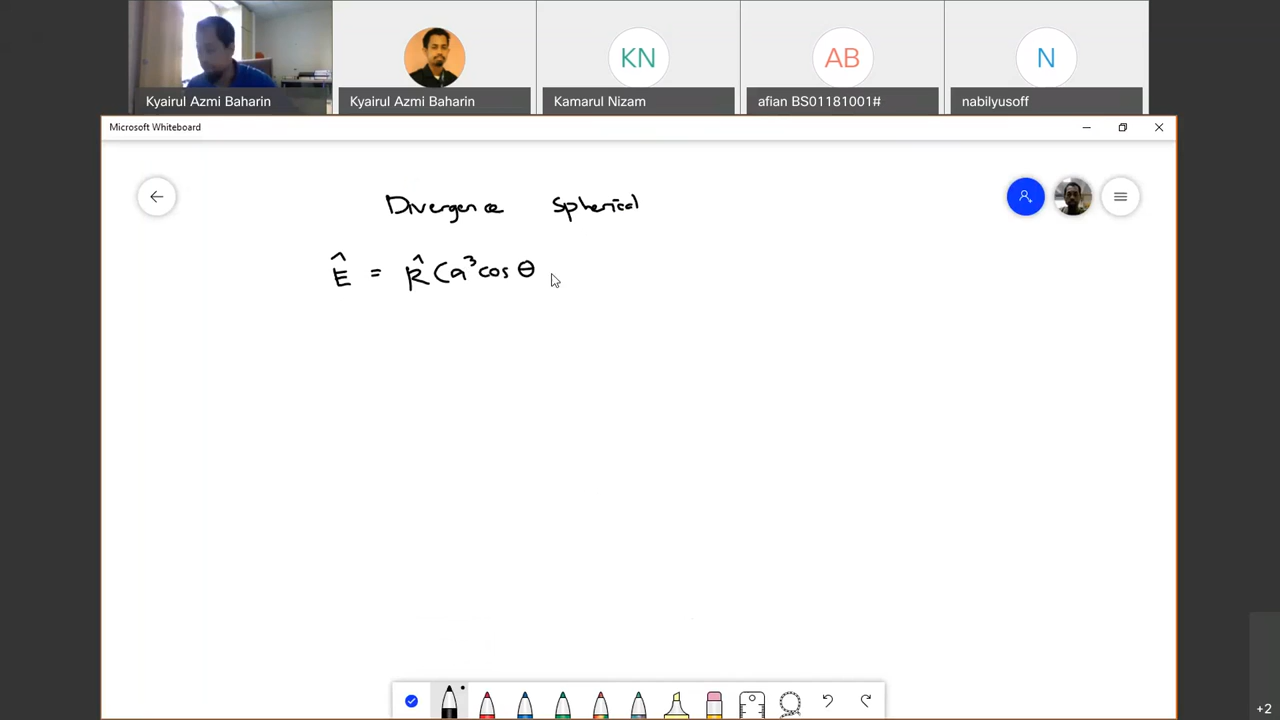 Kyairul Azmi Baharin
Kyairul Azmi Baharin
KN
Kamarul Nizam
AB
afian BS01181001#
N
nabilyusoff
Microsoft Whiteboard
Divergence Spherical
Ê = R̂(a³cos θ
+2